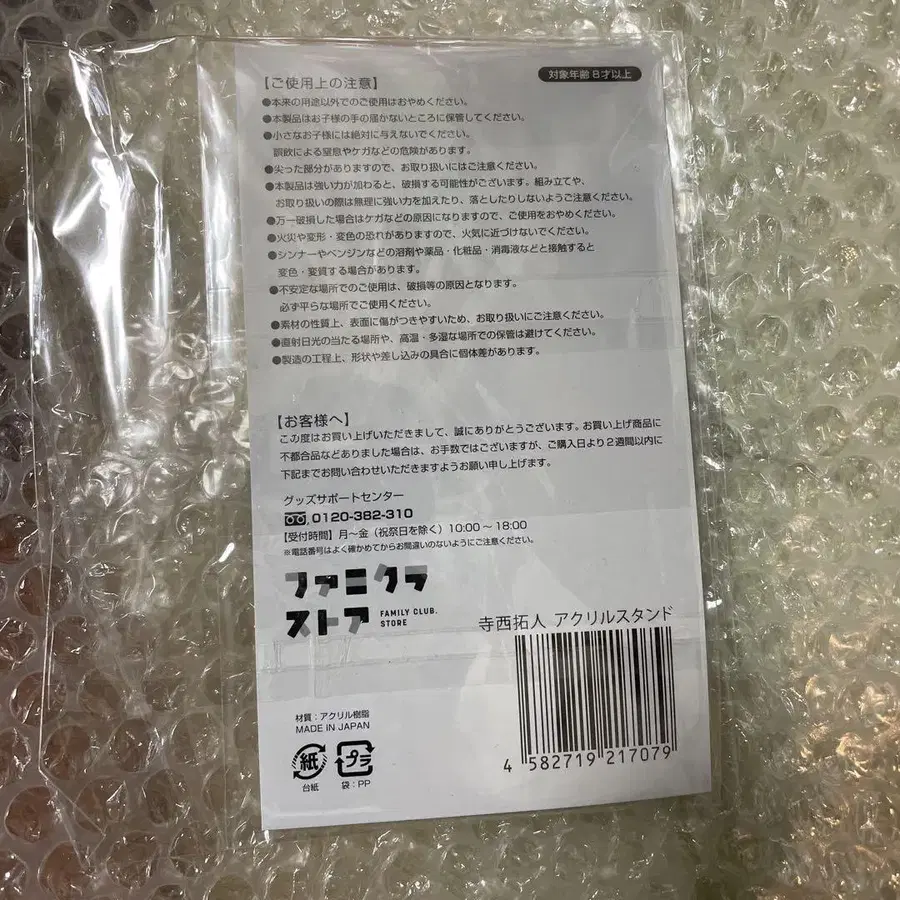 【ご使用上の注意】
対象年齢8才以上
●本来の用途以外でのご使用はおやめください。
●本製品はお子様の手の届かないところに保管してください。
●小さなお子様には絶対に与えないでください。
誤飲による窒息やケガなどの危険があります。
●尖った部分がありますので、お取り扱いにはご注意ください。
●本製品は強い力が加わると、破損する可能性がございます。組み立てや、
お取り扱いの際は無理に強い力を加えたり、落としたりしないようご注意ください。
●万一破損した場合はケガなどの原因になりますので、ご使用をおやめください。
●火災や変形・変色の恐れがありますので、火気に近づけないでください。
●シンナーやベンジンなどの溶剤や薬品・化粧品・消毒液などと接触すると
変色・変質する場合があります。
●不安定な場所でのご使用は、破損等の原因となります。
必ず平らな場所でご使用ください。
●素材の性質上、表面に傷がつきやすいため、お取り扱いにご注意ください。
●直射日光の当たる場所や、高温・多湿な場所での保管は避けてください。
●製造の工程上、形状や差し込みの具合に個体差があります。
【お客様へ】
この度はお買い上げいただきまして、誠にありがとうございます。お買い上げ商品に
不都合品などありました場合は、お手数ではございますが、ご購入日より2週間以内に
下記までお問い合わせいただきますようお願い申し上げます。
グッズサポートセンター
0120-382-310
【受付時間】月〜金（祝祭日を除く）10:00〜18:00
※電話番号はよく確かめてからお間違いのないようにご注意ください。
ファミクラ
ストア FAMILY CLUB.
STORE
寺西拓人 アクリルスタンド
材質：アクリル樹脂
MADE IN JAPAN
紙 プラ
台紙 袋：PP
4 582719 217079